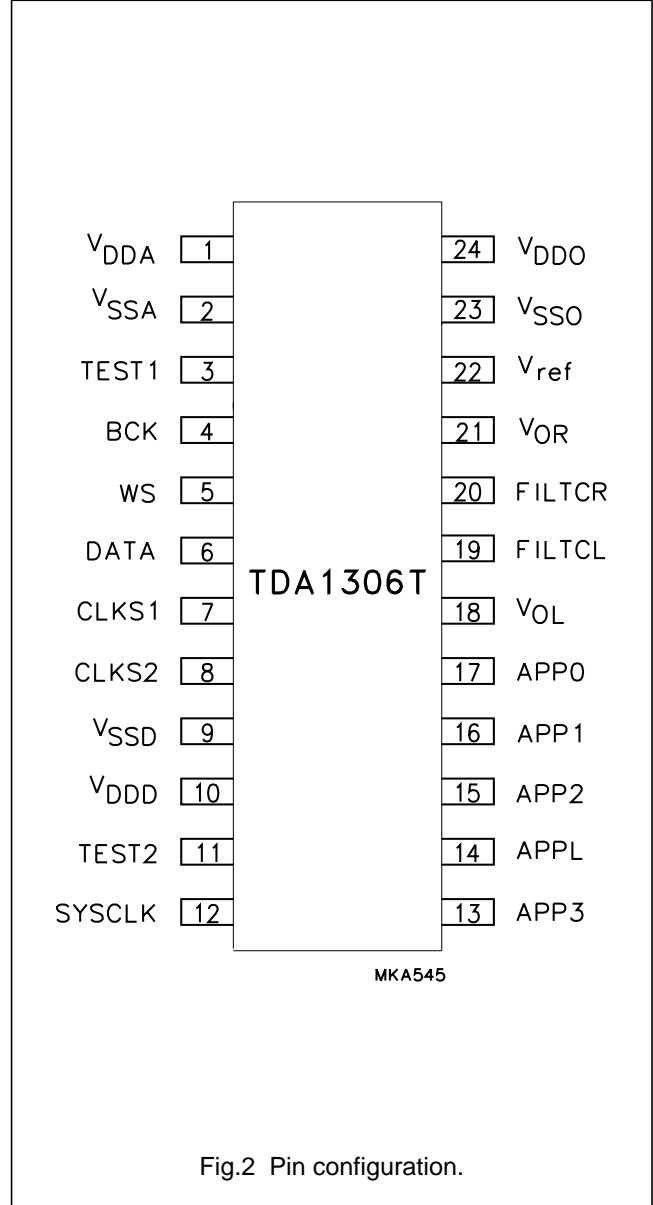 VDDA 1 24 VDDO
VSSA 2 23 VSSO
TEST1 3 22 Vref
BCK 4 21 VOR
WS 5 20 FILTCR
DATA 6 19 FILTCL
TDA1306T
CLKS1 7 18 VOL
CLKS2 8 17 APP0
VSSD 9 16 APP1
VDDD 10 15 APP2
TEST2 11 14 APPL
SYSCLK 12 13 APP3
MKA545
Fig.2 Pin configuration.